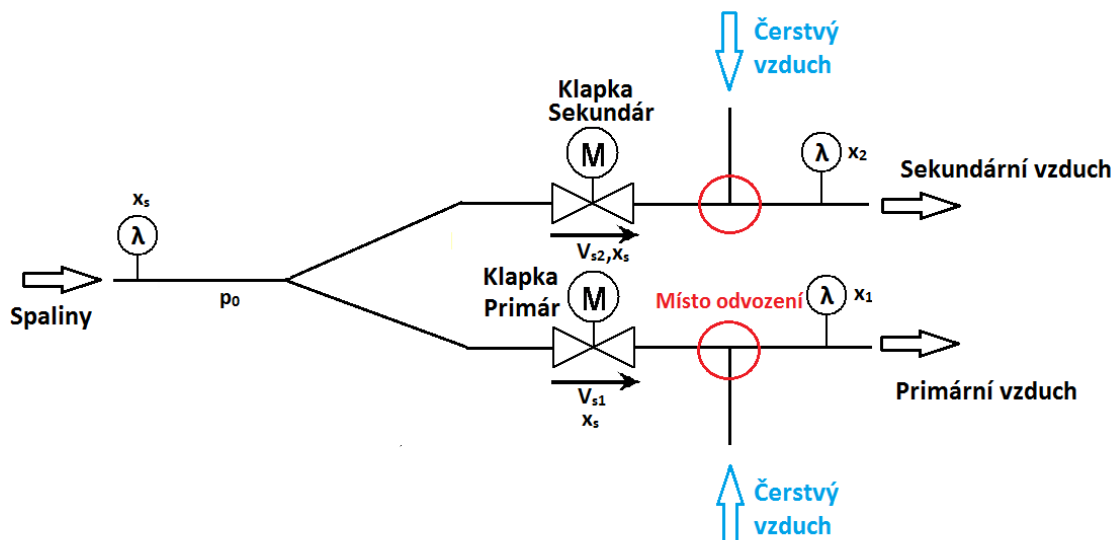 Čerstvý
vzduch
Klapka
Sekundár
M
λ
x2
Sekundární vzduch
xs
λ
Vs2,xs
Spaliny
p0
Klapka
Primár
M
Místo odvození
λ
x1
Primární vzduch
Vs1
xs
Čerstvý
vzduch